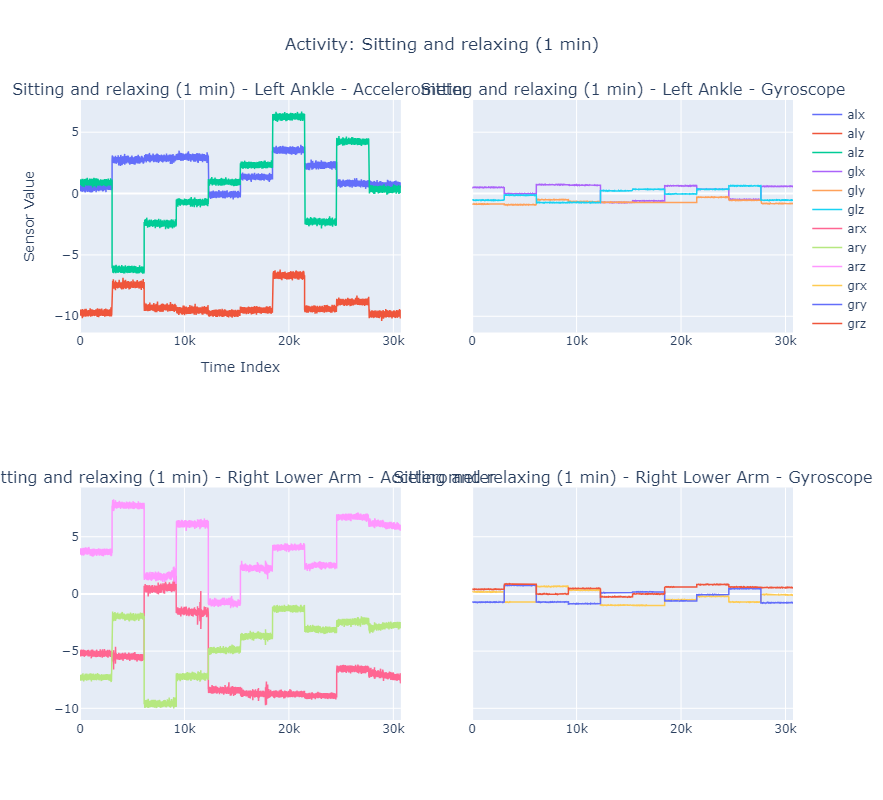 Activity: Sitting and relaxing (1 min)
Sitting and relaxing (1 min) - Left Ankle - Accelerometer
Sitting and relaxing (1 min) - Left Ankle - Gyroscope
5
0
−5
−10
Sensor Value
0
10k
20k
30k
Time Index
0
10k
20k
30k
alx
aly
alz
glx
gly
glz
arx
ary
arz
grx
gry
grz
tting and relaxing (1 min) - Right Lower Arm - Accelerometer
Sitting and relaxing (1 min) - Right Lower Arm - Gyroscope
5
0
−5
−10
0
10k
20k
30k
0
10k
20k
30k